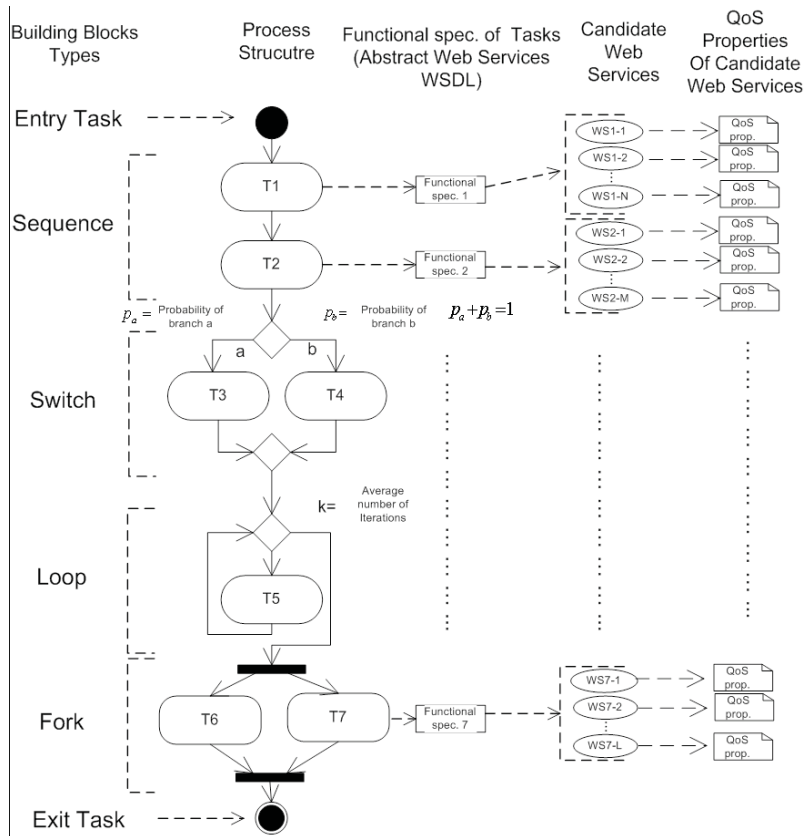 Building Blocks
Types
Process
Strucutre
Functional spec. of Tasks
(Abstract Web Services
WSDL)
Candidate
Web
Services
QoS
Properties
Of Candidate
Web Services
Entry Task
T1
Functional
spec. 1
WS1-1
QoS
prop.
WS1-2
QoS
prop.
WS1-N
QoS
prop.
Sequence
T2
Functional
spec. 2
WS2-1
QoS
prop.
WS2-2
QoS
prop.
WS2-M
QoS
prop.
p_a = Probability of
branch a
p_b = Probability of
branch b
p_a + p_b = 1
a
b
Switch
T3
T4
k=
Average
number of
Iterations
Loop
T5
Fork
T6
T7
Functional
spec. 7
WS7-1
QoS
prop.
WS7-2
QoS
prop.
WS7-L
QoS
prop.
Exit Task